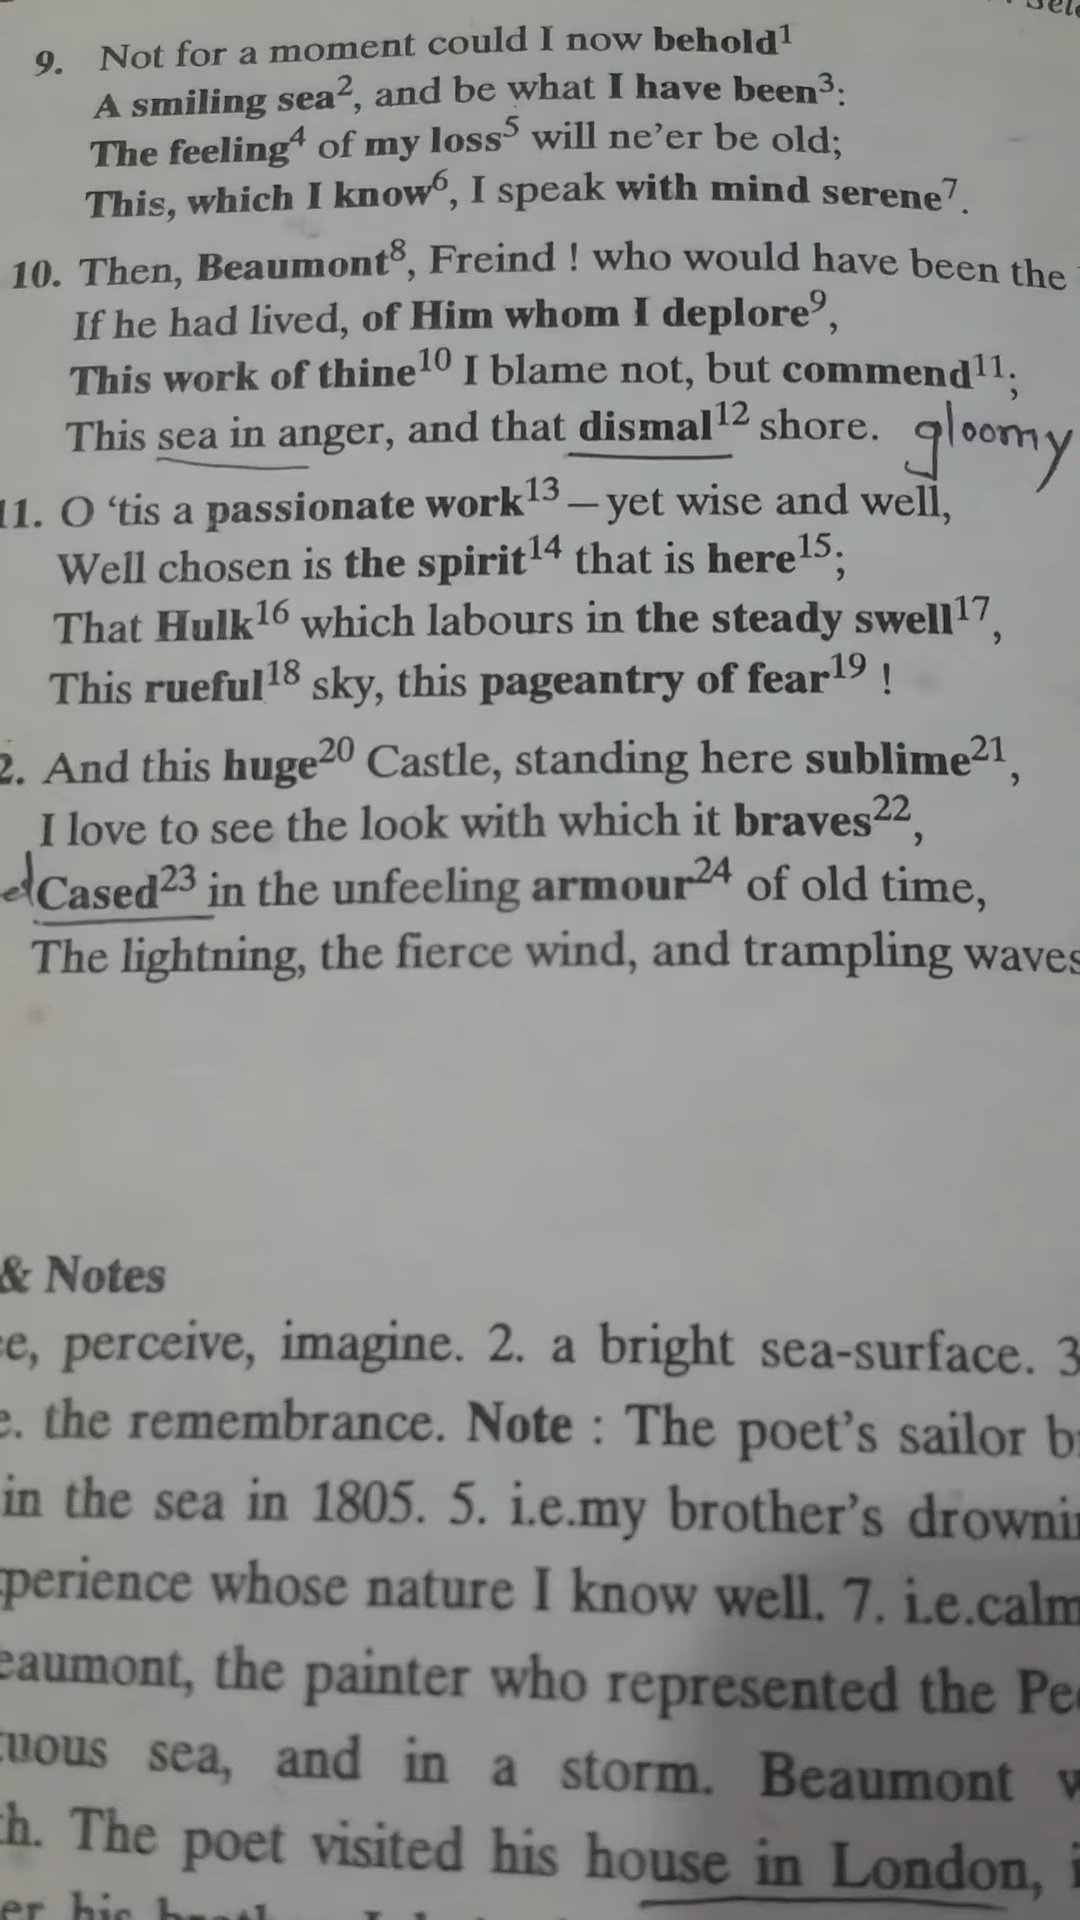 9. Not for a moment could I now behold¹
A smiling sea², and be what I have been³:
The feeling⁴ of my loss⁵ will ne’er be old;
This, which I know⁶, I speak with mind serene⁷.
10. Then, Beaumont⁸, Freind ! who would have been the
If he had lived, of Him whom I deplore⁹,
This work of thine¹⁰ I blame not, but commend¹¹;
This sea in anger, and that dismal¹² shore. gloomy
11. O ‘tis a passionate work¹³ – yet wise and well,
Well chosen is the spirit¹⁴ that is here¹⁵;
That Hulk¹⁶ which labours in the steady swell¹⁷,
This rueful¹⁸ sky, this pageantry of fear¹⁹ !
2. And this huge²⁰ Castle, standing here sublime²¹,
I love to see the look with which it braves²²,
Cased²³ in the unfeeling armour²⁴ of old time,
The lightning, the fierce wind, and trampling waves
& Notes
perceive, imagine. 2. a bright sea-surface. 3
the remembrance. Note : The poet’s sailor
in the sea in 1805. 5. i.e.my brother’s
whose nature I know well. 7. i.e.calm
the painter who represented the
sea, and in a storm. Beaumont
The poet visited his house in London,